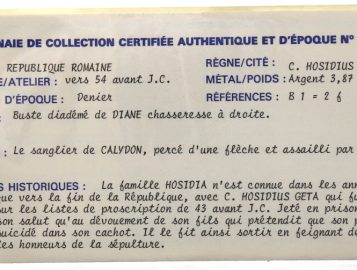 NAIE DE COLLECTION CERTIFIÉE AUTHENTIQUE ET D'ÉPOQUE N°
REPUBLIQUE ROMAINE RÈGNE/CITÉ : C. HOSIDIUS
E/ATELIER : vers 54 avant J.C. MÉTAL/POIDS : Argent 3,87
D'ÉPOQUE : Denier RÉFÉRENCES : B 1 = 2 f
: Buste diadémé de DIANE chasseresse à droite.
: Le sanglier de CALYDON, percé d'une flèche et assailli par
S HISTORIQUES : La famille HOSIDIA n'est connue dans les ann
que vers la fin de la République, avec C. HOSIDIUS GETA qui fu
sur les listes de proscription de 43 avant J.C. Jeté en prison
son salut qu'au dévouement de son fils qui prétendit que son p
suicidé dans son cachot. Il le fit ainsi sortir en feignant de
les honneurs de la sépulture.